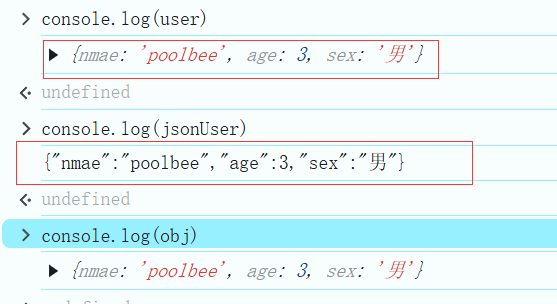 console.log(user)
{nmae: 'poolbee', age: 3, sex: '男'}
undefined
console.log(jsonUser)
{"nmae":"poolbee","age":3,"sex":"男"}
undefined
console.log(obj)
{nmae: 'poolbee', age: 3, sex: '男'}